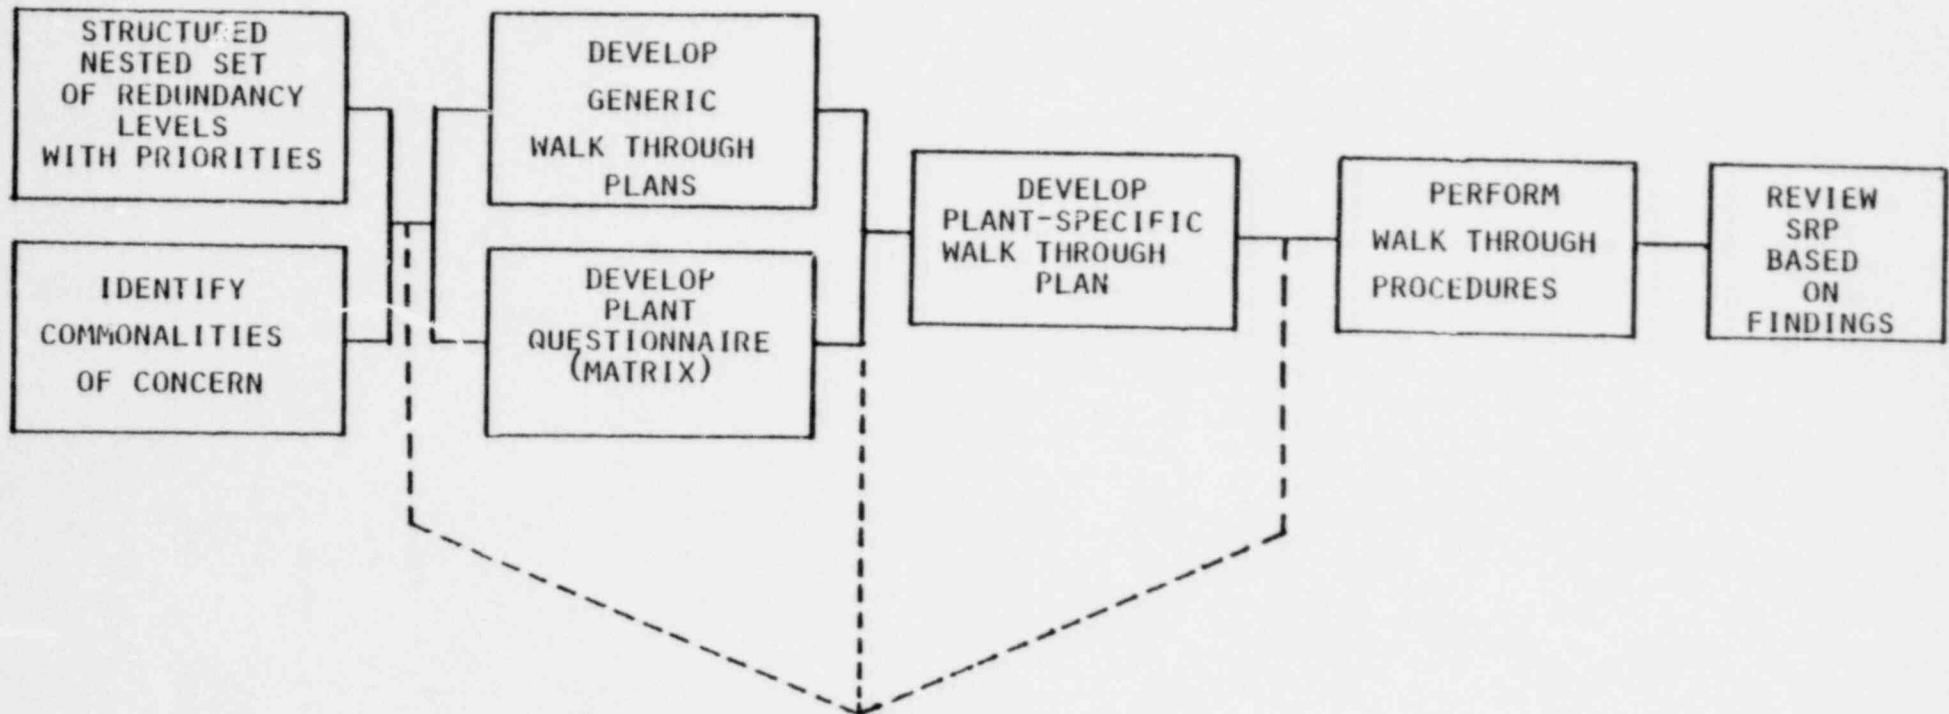 STRUCTURED
NESTED SET
OF REDUNDANCY
LEVELS
WITH PRIORITIES
IDENTIFY
COMMONALITIES
OF CONCERN
DEVELOP
GENERIC
WALK THROUGH
PLANS
DEVELOP
PLANT
QUESTIONNAIRE
(MATRIX)
DEVELOP
PLANT-SPECIFIC
WALK THROUGH
PLAN
PERFORM
WALK THROUGH
PROCEDURES
REVIEW
SRP
BASED
ON
FINDINGS